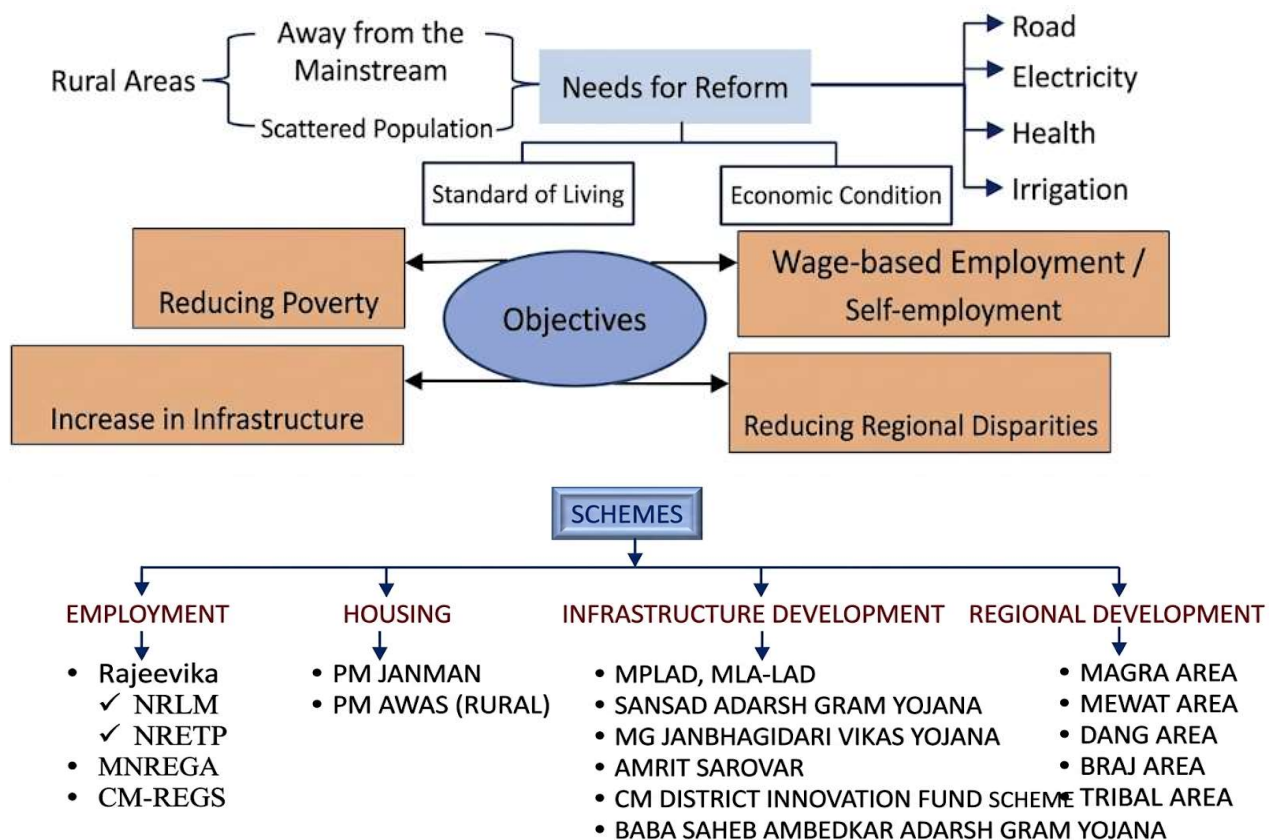 Rural Areas
Away from the
Mainstream
Scattered Population
Needs for Reform
Standard of Living
Economic Condition
Road
Electricity
Health
Irrigation
Objectives
Reducing Poverty
Wage-based Employment /
Self-employment
Increase in Infrastructure
Reducing Regional Disparities
SCHEMES
EMPLOYMENT
• Rajeevika
✓ NRLM
✓ NRETP
• MNREGA
• CM-REGS
HOUSING
• PM JANMAN
• PM AWAS (RURAL)
INFRASTRUCTURE DEVELOPMENT
• MPLAD, MLA-LAD
• SANSAD ADARSH GRAM YOJANA
• MG JANBHAGIDARI VIKAS YOJANA
• AMRIT SAROVAR
• CM DISTRICT INNOVATION FUND SCHEME
• BABA SAHEB AMBEDKAR ADARSH GRAM YOJANA
REGIONAL DEVELOPMENT
• MAGRA AREA
• MEWAT AREA
• DANG AREA
• BRAJ AREA
• TRIBAL AREA